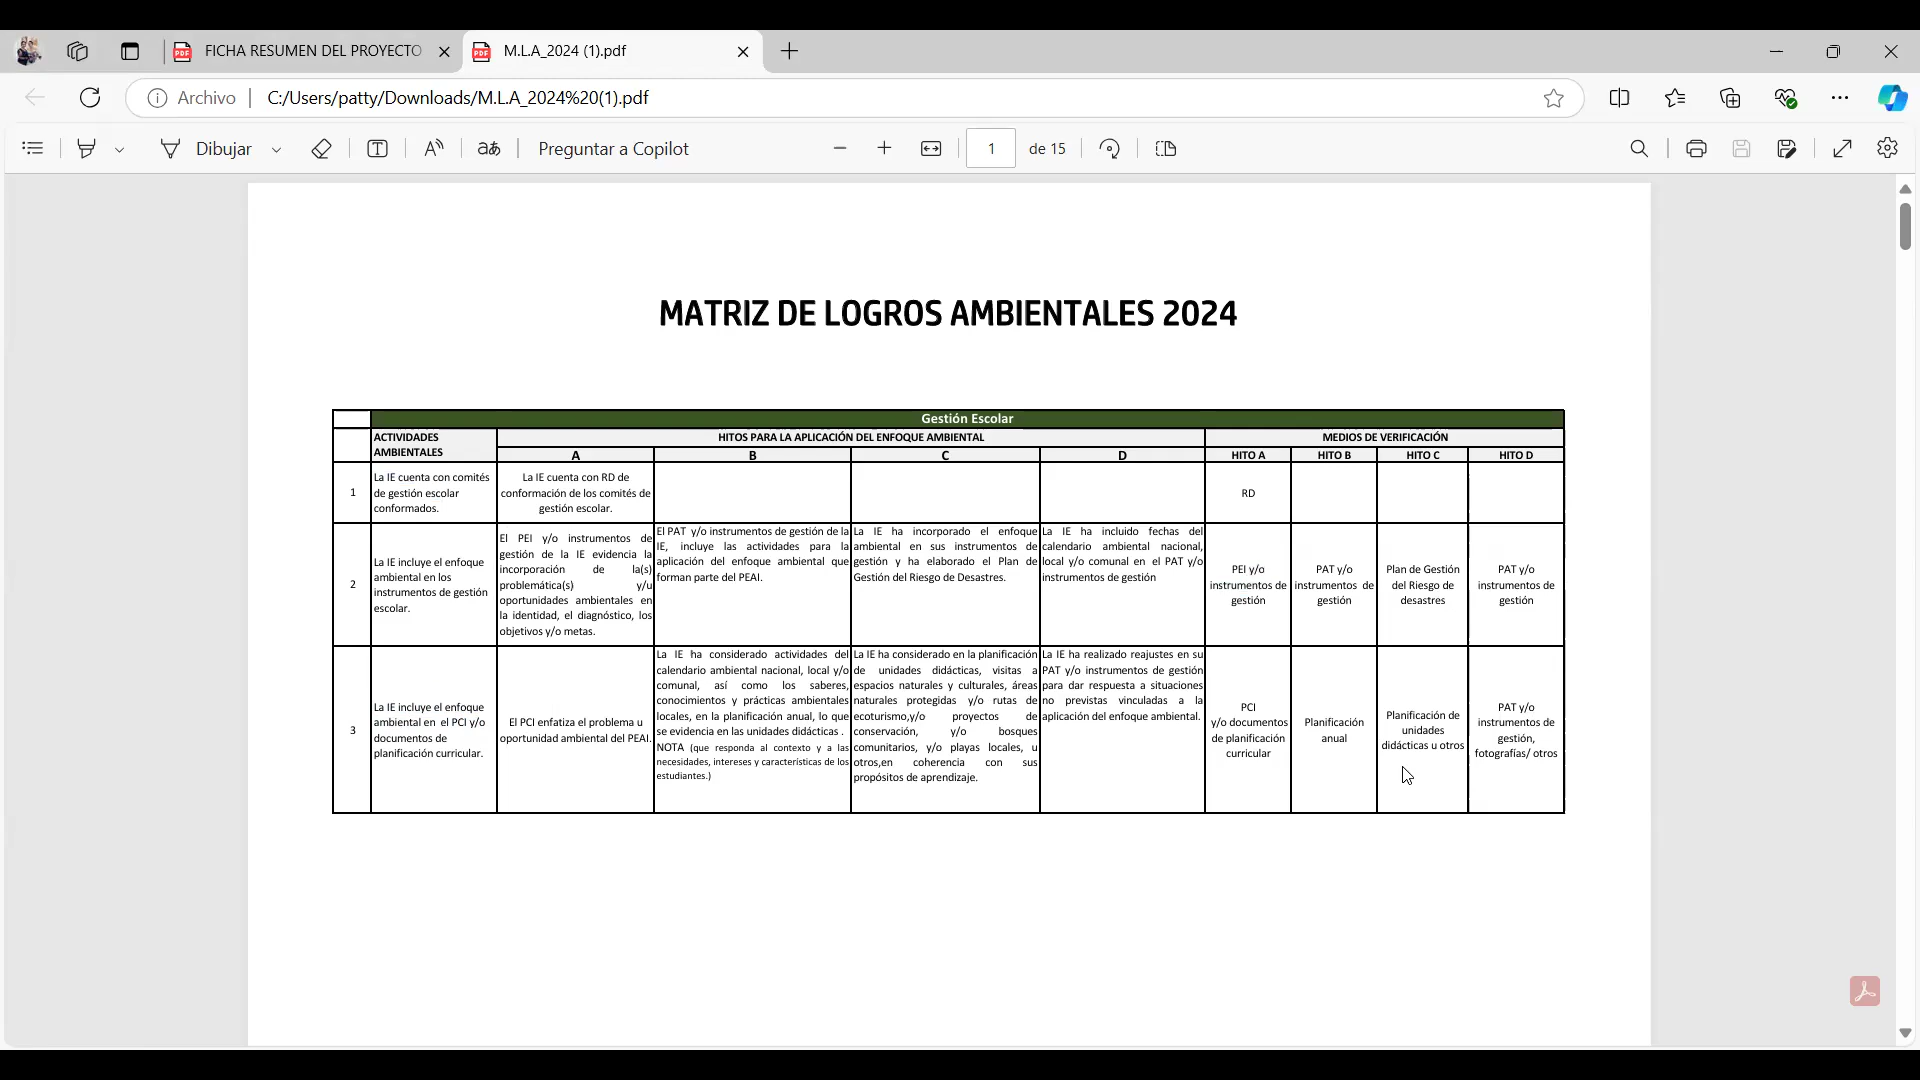 FICHA RESUMEN DEL PROYECTO
M.L.A_2024 (1).pdf
Archivo
C:/Users/patty/Downloads/M.L.A_2024%20(1).pdf
Dibujar
T
A
aあ
Preguntar a Copilot
1
de 15
MATRIZ DE LOGROS AMBIENTALES 2024
Gestión Escolar
ACTIVIDADES
AMBIENTALES
HITOS PARA LA APLICACIÓN DEL ENFOQUE AMBIENTAL
MEDIOS DE VERIFICACIÓN
A
B
C
D
HITO A
HITO B
HITO C
HITO D
1
La IE cuenta con comités
de gestión escolar
conformados.
La IE cuenta con RD de
conformación de los comités de
gestión escolar.
RD
2
La IE incluye el enfoque
ambiental en los
instrumentos de gestión
escolar.
El PEI y/o instrumentos de
gestión de la IE evidencia la
incorporación de la(s)
problemática(s) y/u
oportunidades ambientales en
la identidad, el diagnóstico, los
objetivos y/o metas.
El PAT y/o instrumentos de gestión de la
IE, incluye las actividades para la
aplicación del enfoque ambiental que
forman parte del PEAI.
La IE ha incorporado el enfoque
ambiental en sus instrumentos de
gestión y ha elaborado el Plan de
Gestión del Riesgo de Desastres.
La IE ha incluido fechas del
calendario ambiental nacional,
local y/o comunal en el PAT y/o
instrumentos de gestión
PEI y/o
instrumentos de
gestión
PAT y/o
instrumentos de
gestión
Plan de Gestión
del Riesgo de
desastres
PAT y/o
instrumentos de
gestión
3
La IE incluye el enfoque
ambiental en el PCI y/o
documentos de
planificación curricular.
El PCI enfatiza el problema u
oportunidad ambiental del PEAI.
La IE ha considerado actividades del
calendario ambiental nacional, local y/o
comunal, así como los saberes,
conocimientos y prácticas ambientales
locales, en la planificación anual, lo que
se evidencia en las unidades didácticas .
NOTA (que responda al contexto y a las
necesidades, intereses y características de los
estudiantes.)
La IE ha considerado en la planificación
de unidades didácticas, visitas a
espacios naturales y culturales, áreas
naturales protegidas y/o rutas de
ecoturismo,y/o proyectos de
conservación, y/o bosques
comunitarios, y/o playas locales, u
otros,en coherencia con sus
propósitos de aprendizaje.
La IE ha realizado reajustes en su
PAT y/o instrumentos de gestión
para dar respuesta a situaciones
no previstas vinculadas a la
aplicación del enfoque ambiental.
PCI
y/o documentos
de planificación
curricular
Planificación
anual
Planificación de
unidades
didácticas u otros
PAT y/o
instrumentos de
gestión,
fotografías/ otros